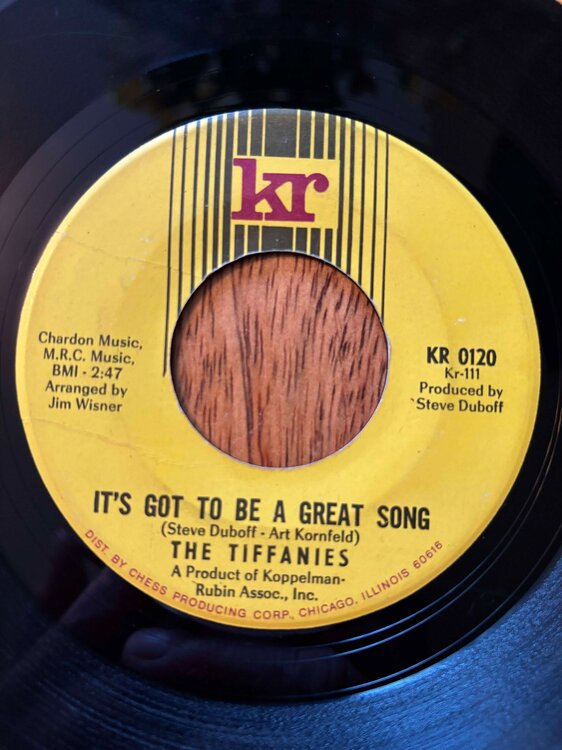 kr
Chardon Music,
M.R.C. Music,
BMI - 2:47
Arranged by
Jim Wisner
KR 0120
Kr-111
Produced by
Steve Duboff
IT'S GOT TO BE A GREAT SONG
(Steve Duboff - Art Kornfeld)
THE TIFFANIES
A Product of Koppelman-
Rubin Assoc., Inc.
DIST. BY CHESS PRODUCING CORP., CHICAGO, ILLINOIS 60616